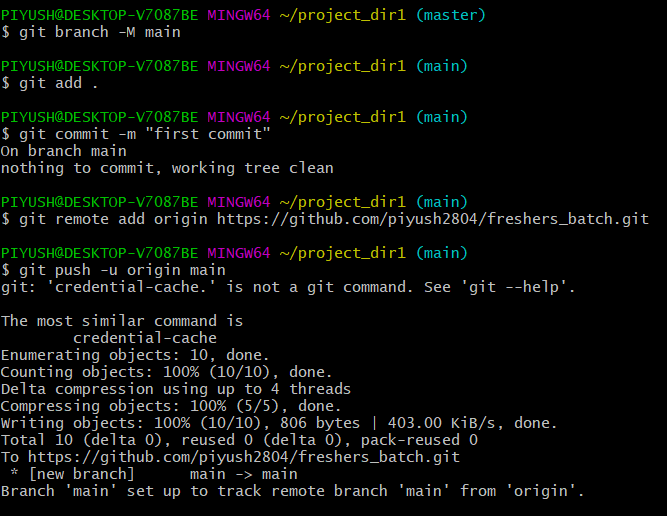 PIYUSH@DESKTOP-V7087BE MINGW64 ~/project_dir1 (master)
$ git branch -M main
PIYUSH@DESKTOP-V7087BE MINGW64 ~/project_dir1 (main)
$ git add .
PIYUSH@DESKTOP-V7087BE MINGW64 ~/project_dir1 (main)
$ git commit -m "first commit"
On branch main
nothing to commit, working tree clean
PIYUSH@DESKTOP-V7087BE MINGW64 ~/project_dir1 (main)
$ git remote add origin https://github.com/piyush2804/freshers_batch.git
PIYUSH@DESKTOP-V7087BE MINGW64 ~/project_dir1 (main)
$ git push -u origin main
git: 'credential-cache.' is not a git command. See 'git --help'.
The most similar command is
credential-cache
Enumerating objects: 10, done.
Counting objects: 100% (10/10), done.
Delta compression using up to 4 threads
Compressing objects: 100% (5/5), done.
Writing objects: 100% (10/10), 806 bytes | 403.00 KiB/s, done.
Total 10 (delta 0), reused 0 (delta 0), pack-reused 0
To https://github.com/piyush2804/freshers_batch.git
* [new branch] main -> main
Branch 'main' set up to track remote branch 'main' from 'origin'.